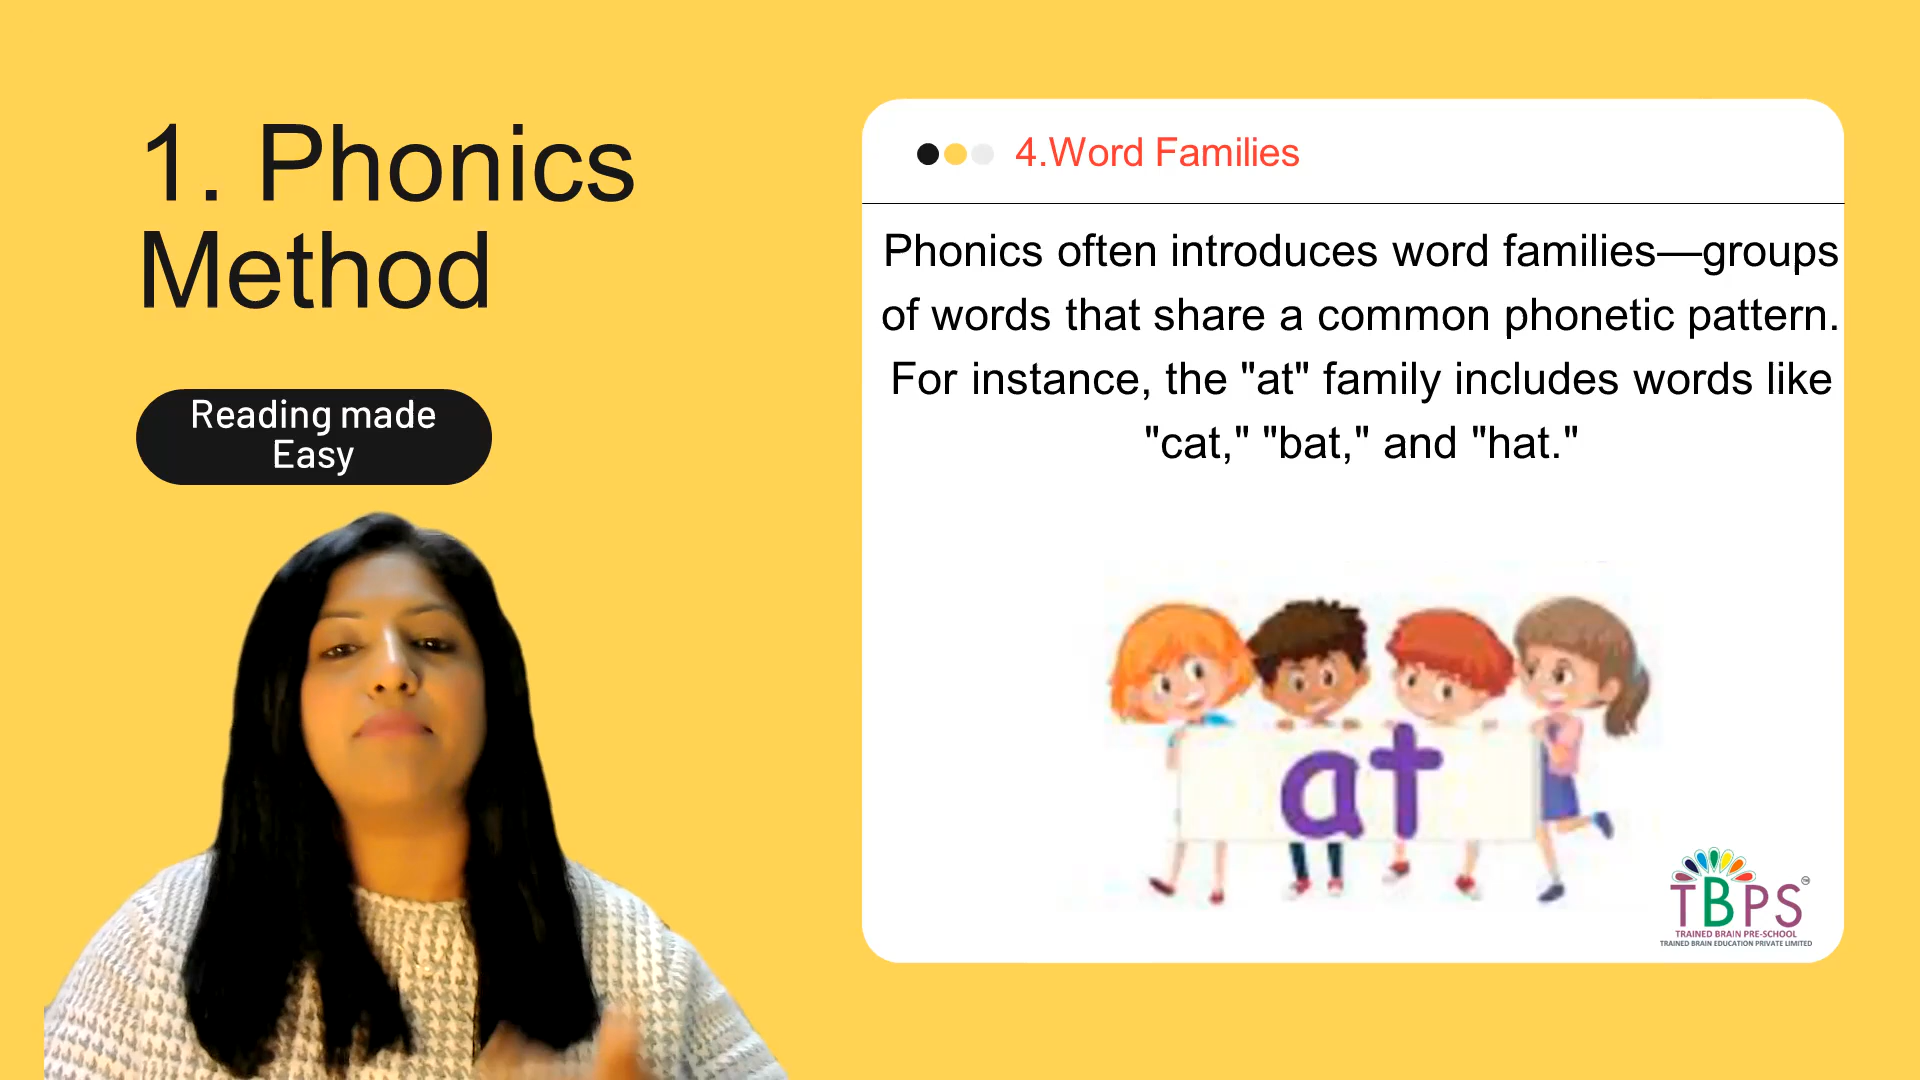 1. Phonics
Method
Reading made
Easy
4.Word Families
Phonics often introduces word families—groups
of words that share a common phonetic pattern.
For instance, the "at" family includes words like
"cat," "bat," and "hat."
at
TBPS™
TRAINED BRAIN PRE-SCHOOL
TRAINED BRAIN EDUCATION PRIVATE LIMITED